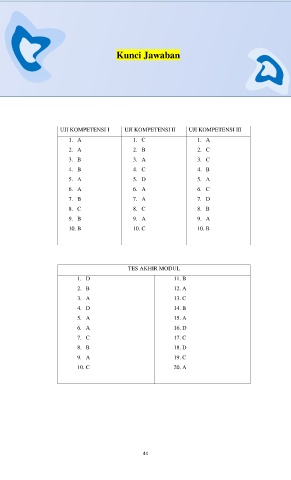 Kunci Jawaban
UJI KOMPETENSI I UJI KOMPETENSI II UJI KOMPETENSI III
1. A 1. C 1. A
2. A 2. B 2. C
3. B 3. A 3. C
4. B 4. C 4. B
5. A 5. D 5. A
6. A 6. A 6. C
7. B 7. A 7. D
8. C 8. C 8. B
9. B 9. A 9. A
10. B 10. C 10. B
TES AKHIR MODUL
1. D 11. B
2. B 12. A
3. A 13. C
4. D 14. B
5. A 15. A
6. A 16. D
7. C 17. C
8. B 18. D
9. A 19. C
10. C 20. A